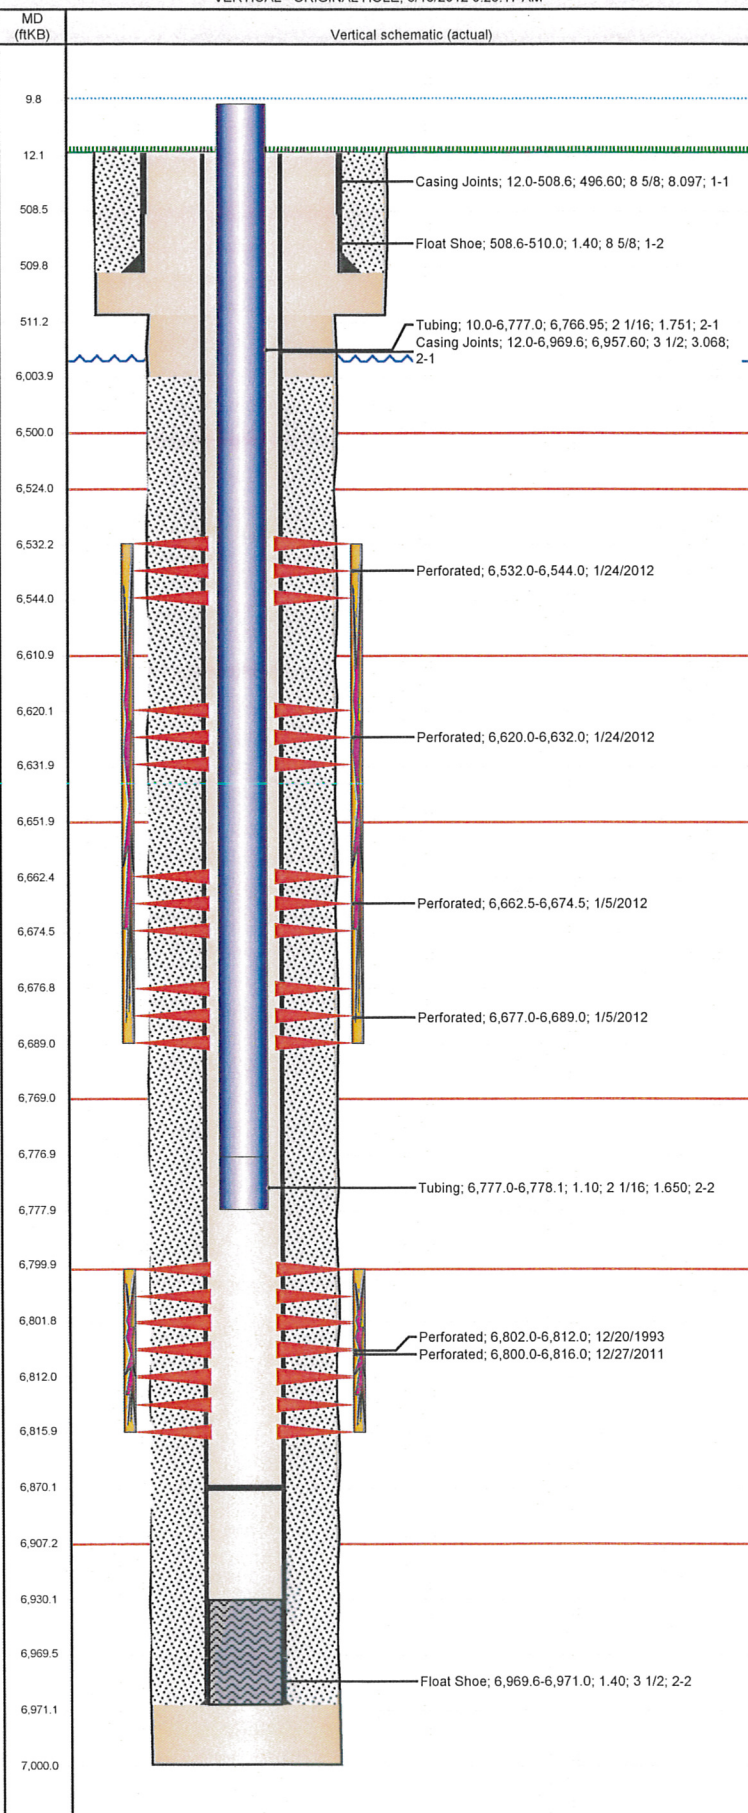 MD
(ftKB)
Vertical schematic (actual)
9.8
12.1
Casing Joints; 12.0-508.6; 496.60; 8 5/8; 8.097; 1-1
508.5
Float Shoe; 508.6-510.0; 1.40; 8 5/8; 1-2
509.8
511.2
Tubing; 10.0-6,777.0; 6,766.95; 2 1/16; 1.751; 2-1
Casing Joints; 12.0-6,969.6; 6,957.60; 3 1/2; 3.068;
2-1
6,003.9
6,500.0
6,524.0
6,532.2
Perforated; 6,532.0-6,544.0; 1/24/2012
6,544.0
6,610.9
6,620.1
Perforated; 6,620.0-6,632.0; 1/24/2012
6,631.9
6,651.9
6,662.4
Perforated; 6,662.5-6,674.5; 1/5/2012
6,674.5
6,676.8
Perforated; 6,677.0-6,689.0; 1/5/2012
6,689.0
6,769.0
6,776.9
Tubing; 6,777.0-6,778.1; 1.10; 2 1/16; 1.650; 2-2
6,777.9
6,799.9
6,801.8
Perforated; 6,802.0-6,812.0; 12/20/1993
Perforated; 6,800.0-6,816.0; 12/27/2011
6,812.0
6,815.9
6,870.1
6,907.2
6,930.1
6,969.5
Float Shoe; 6,969.6-6,971.0; 1.40; 3 1/2; 2-2
6,971.1
7,000.0